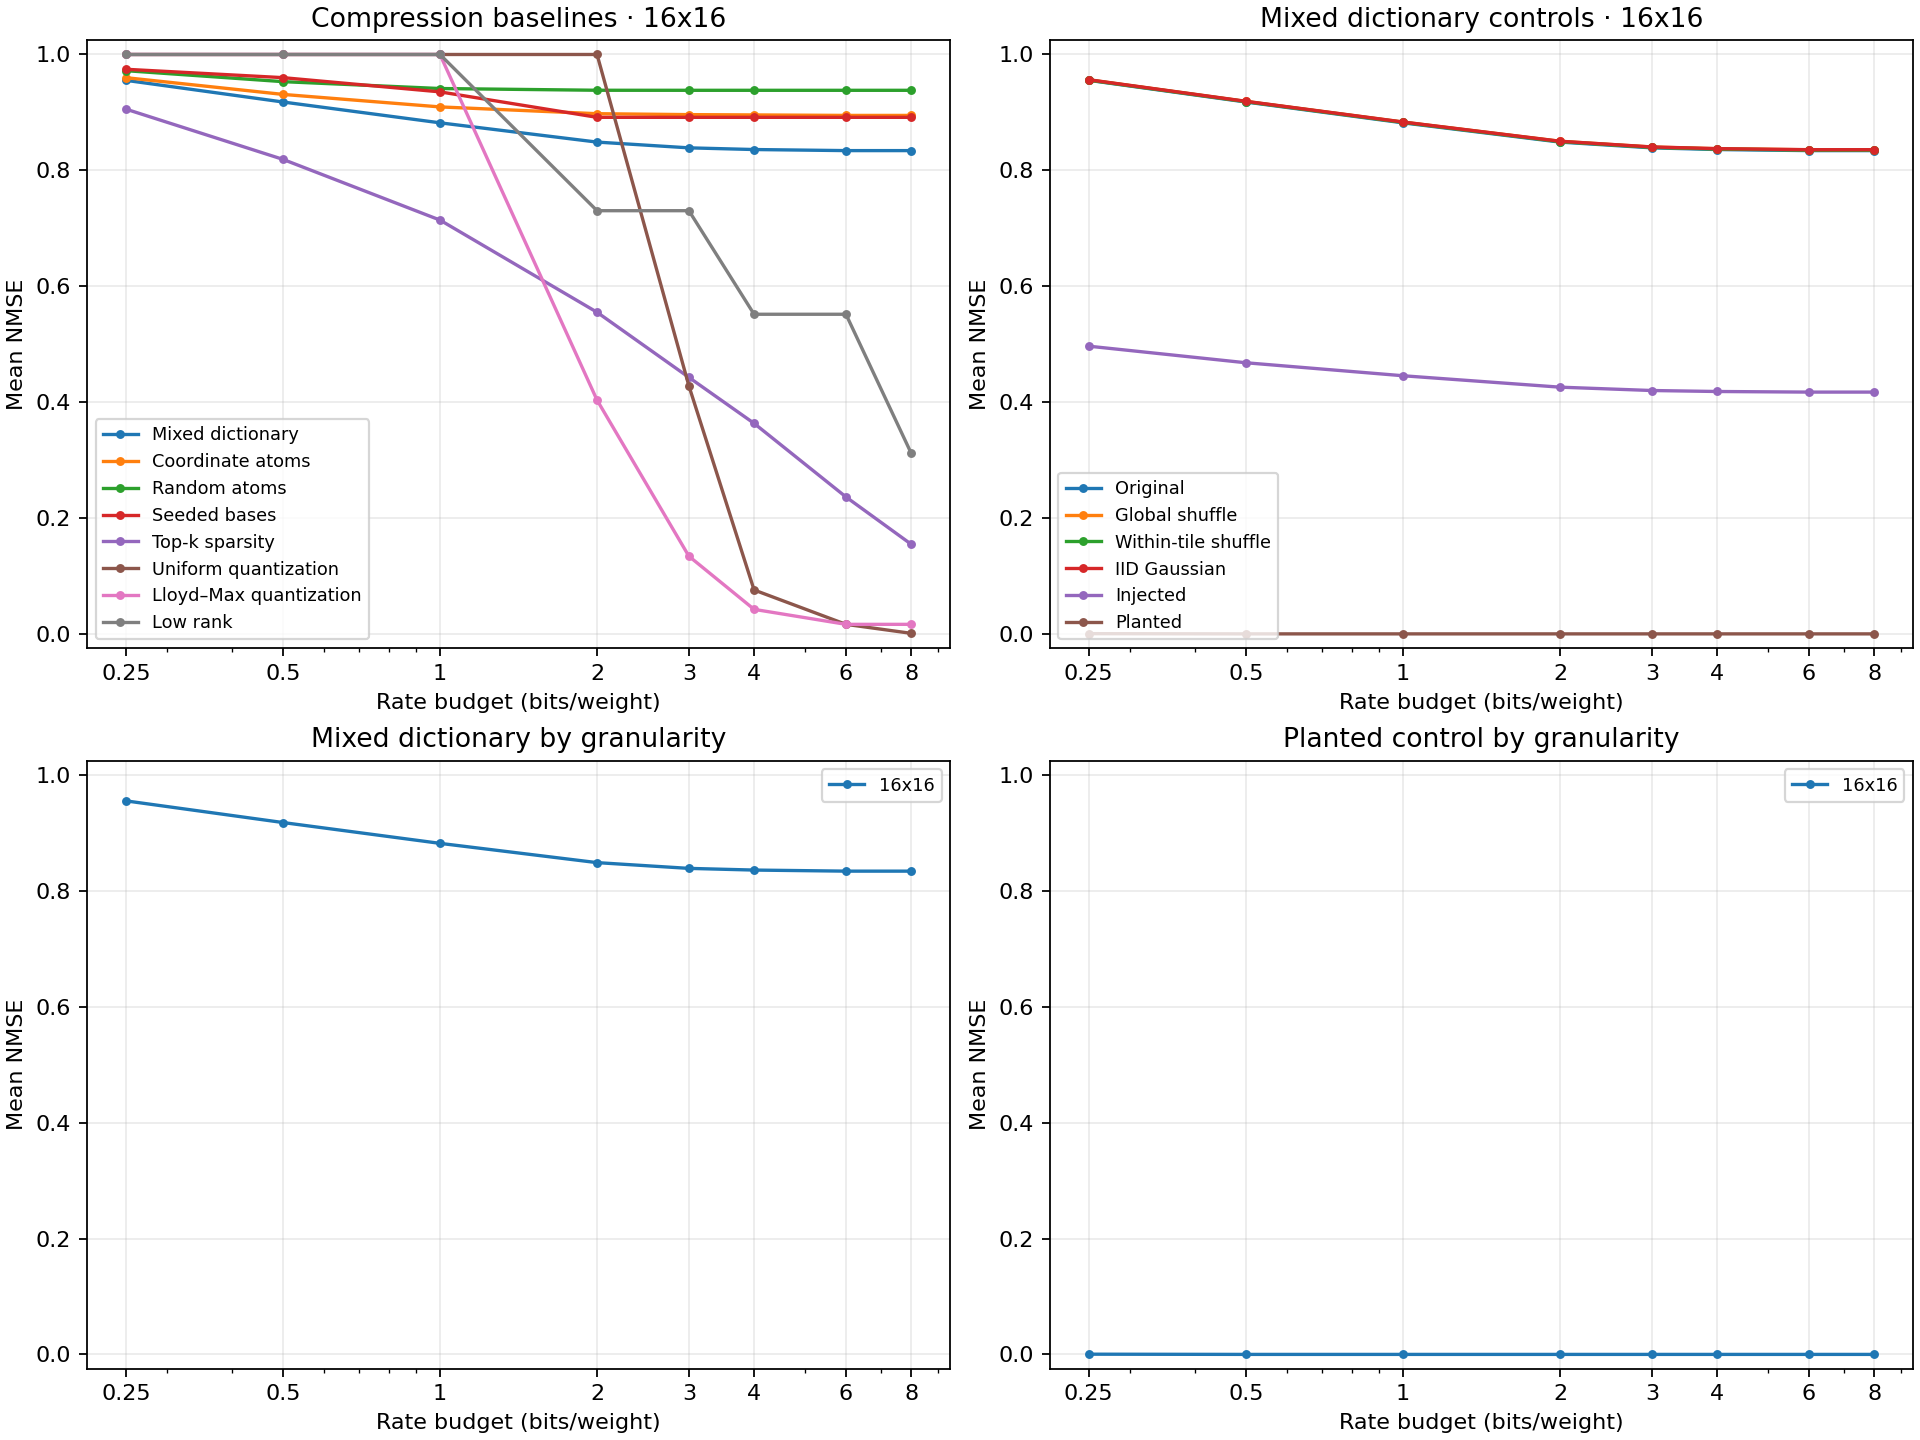 Compression baselines · 16x16
Mean NMSE
1.0
0.8
0.6
0.4
0.2
0.0
Mixed dictionary
Coordinate atoms
Random atoms
Seeded bases
Top-k sparsity
Uniform quantization
Lloyd–Max quantization
Low rank
0.25 0.5 1 2 3 4 6 8
Rate budget (bits/weight)
Mixed dictionary controls · 16x16
Mean NMSE
1.0
0.8
0.6
0.4
0.2
0.0
Original
Global shuffle
Within-tile shuffle
IID Gaussian
Injected
Planted
0.25 0.5 1 2 3 4 6 8
Rate budget (bits/weight)
Mixed dictionary by granularity
Mean NMSE
1.0
0.8
0.6
0.4
0.2
0.0
16x16
0.25 0.5 1 2 3 4 6 8
Rate budget (bits/weight)
Planted control by granularity
Mean NMSE
1.0
0.8
0.6
0.4
0.2
0.0
16x16
0.25 0.5 1 2 3 4 6 8
Rate budget (bits/weight)